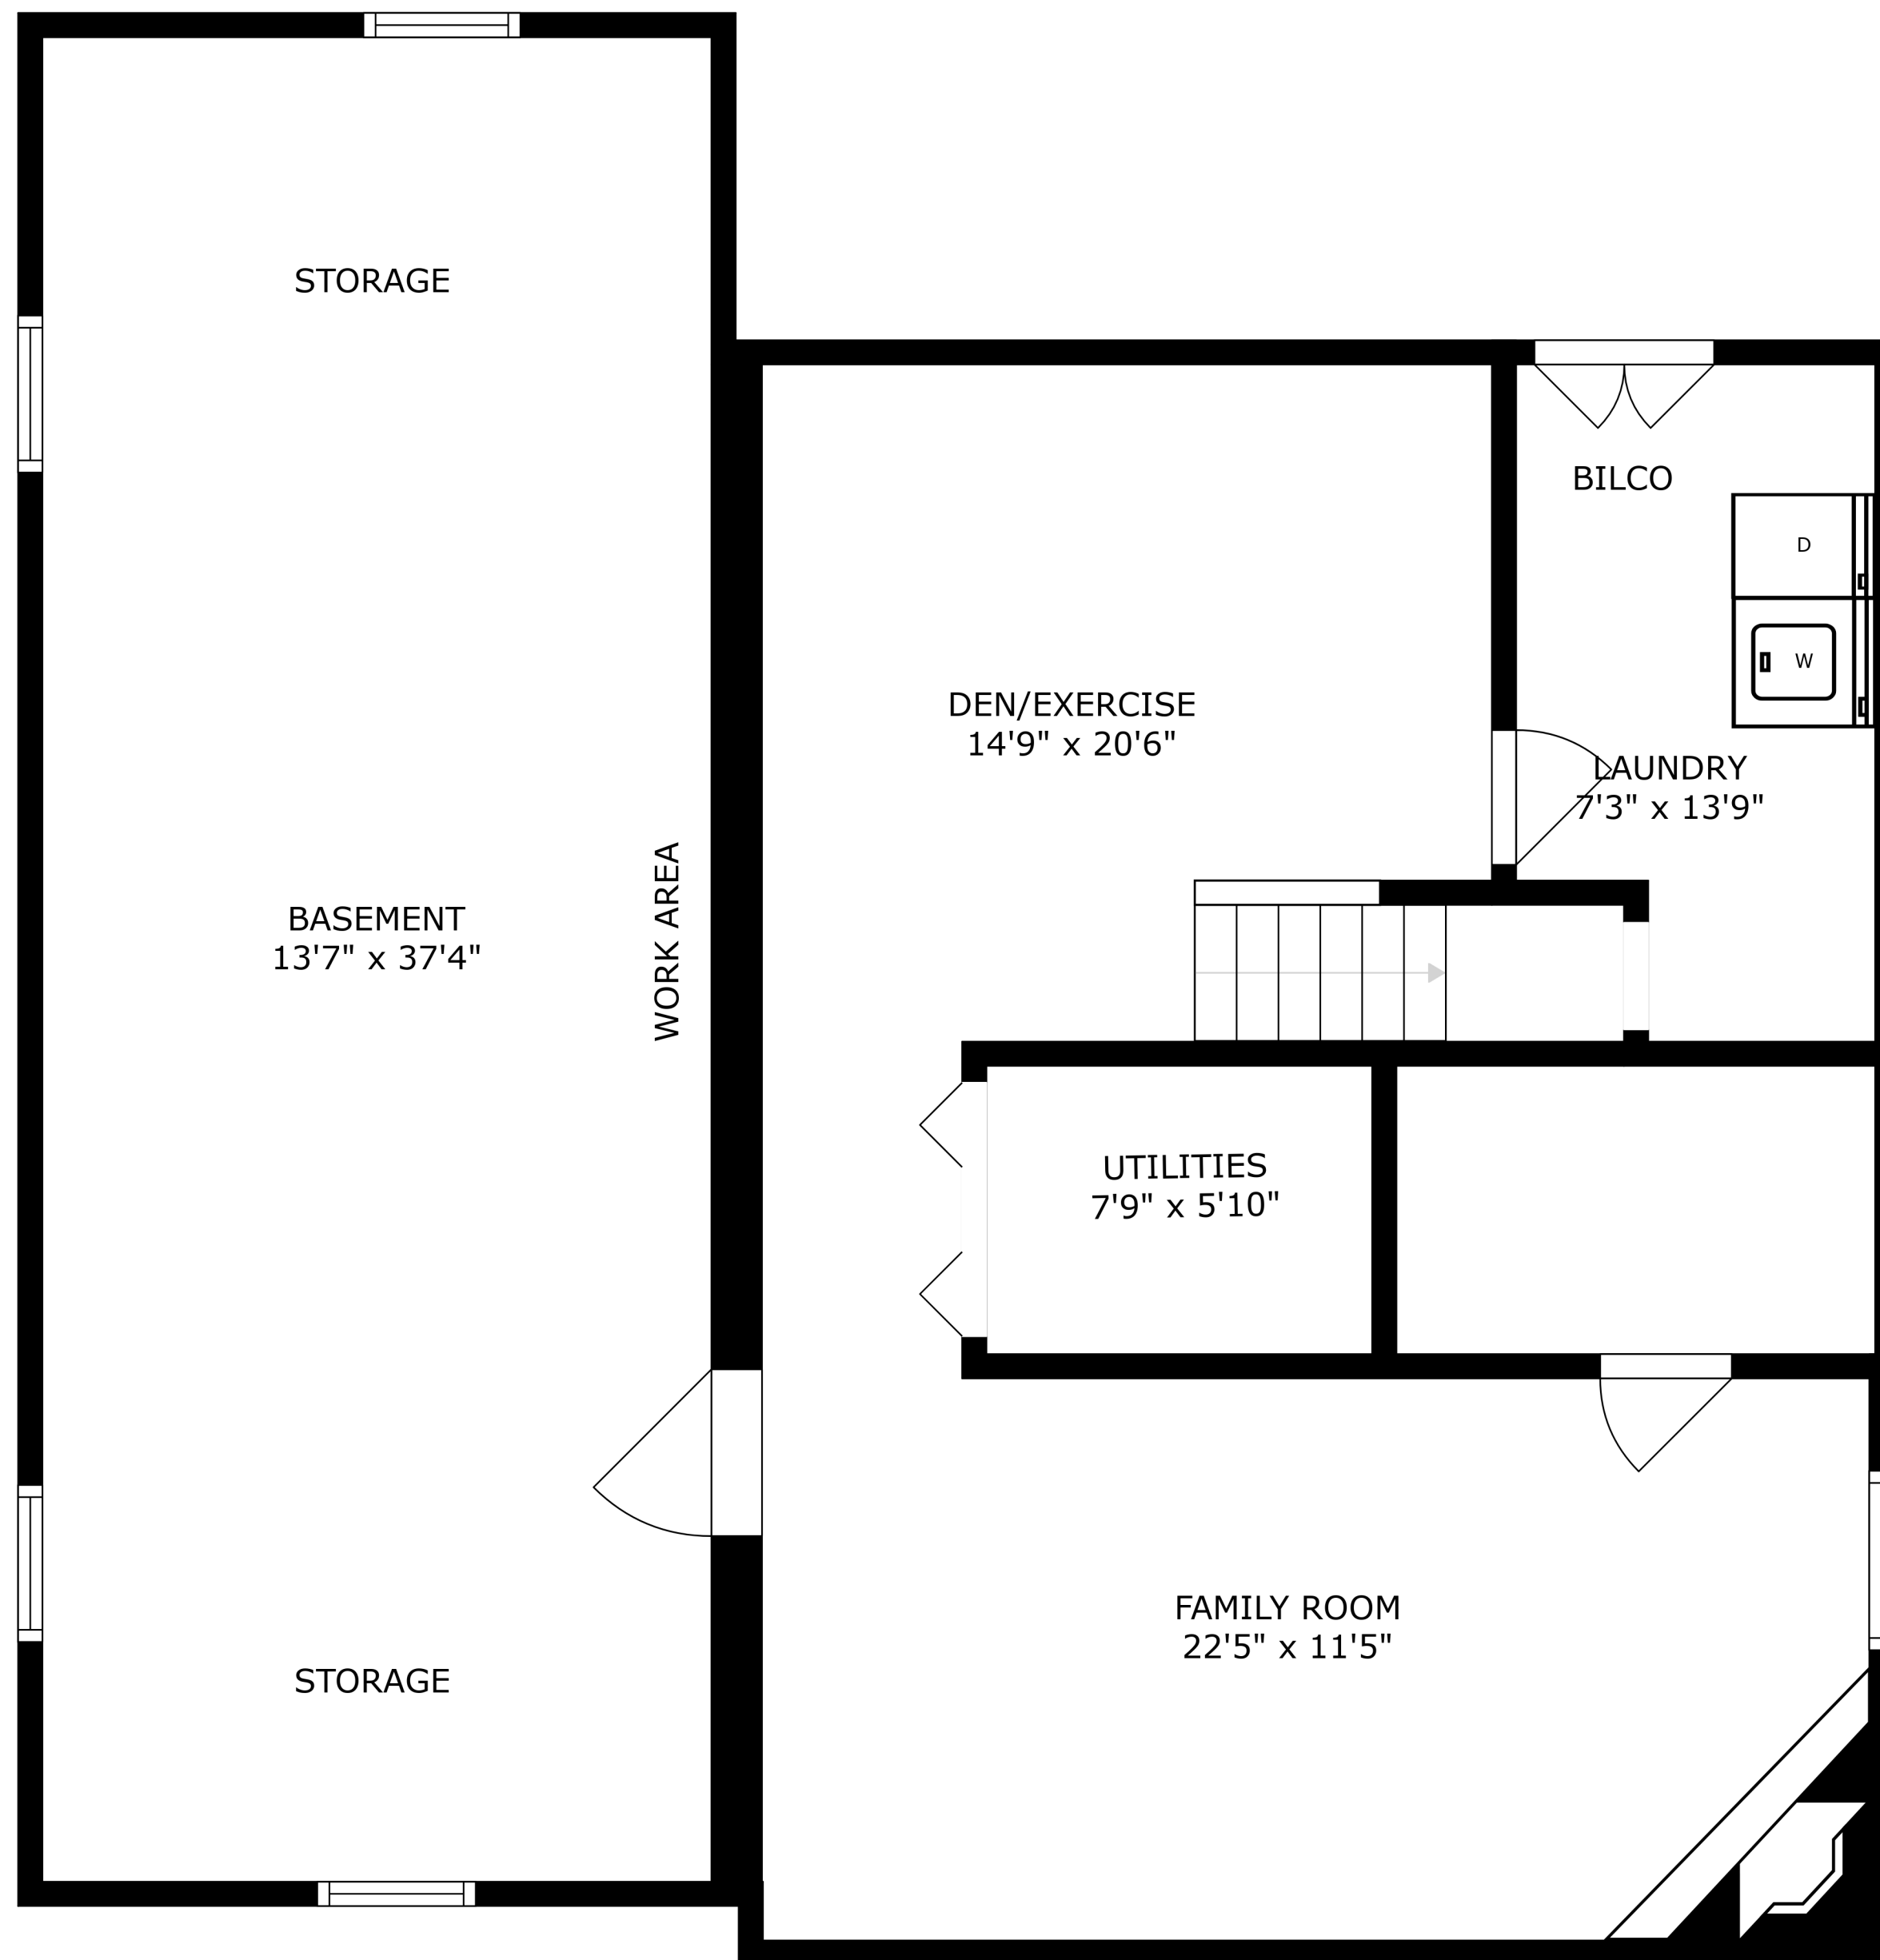 STORAGE
BILCO
D
W
DEN/EXERCISE
14'9" x 20'6"
LAUNDRY
7'3" x 13'9"
BASEMENT
13'7" x 37'4"
WORK AREA
UTILITIES
7'9" x 5'10"
FAMILY ROOM
22'5" x 11'5"
STORAGE